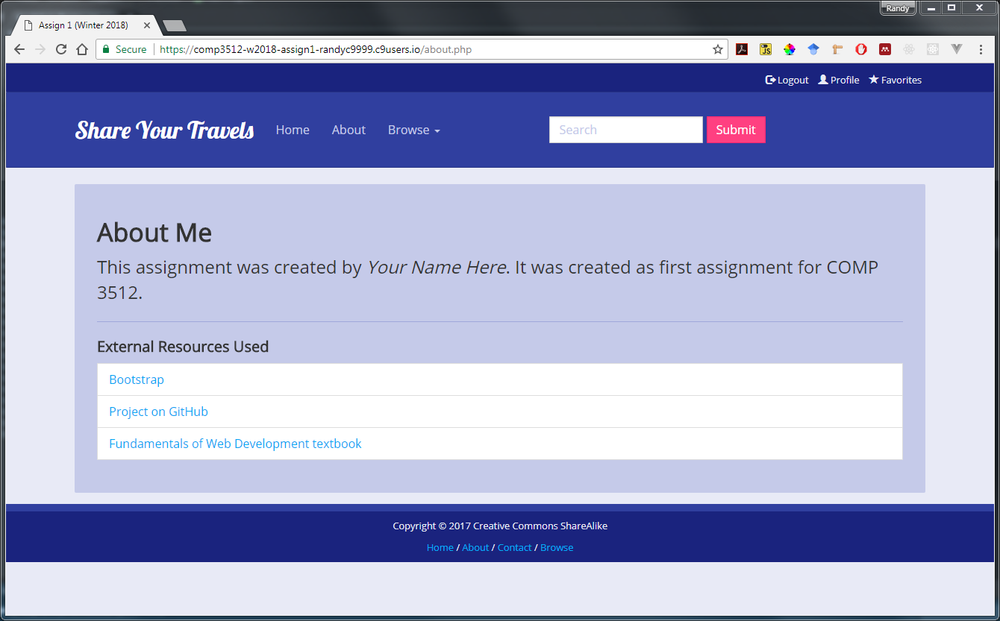 Randy
Assign 1 (Winter 2018)
Secure https://comp3512-w2018-assign1-randyc9999.c9users.io/about.php
JS
Logout Profile Favorites
Share Your Travels Home About Browse Search Submit
About Me
This assignment was created by Your Name Here. It was created as first assignment for COMP
3512.
External Resources Used
Bootstrap
Project on GitHub
Fundamentals of Web Development textbook
Copyright © 2017 Creative Commons ShareAlike
Home / About / Contact / Browse